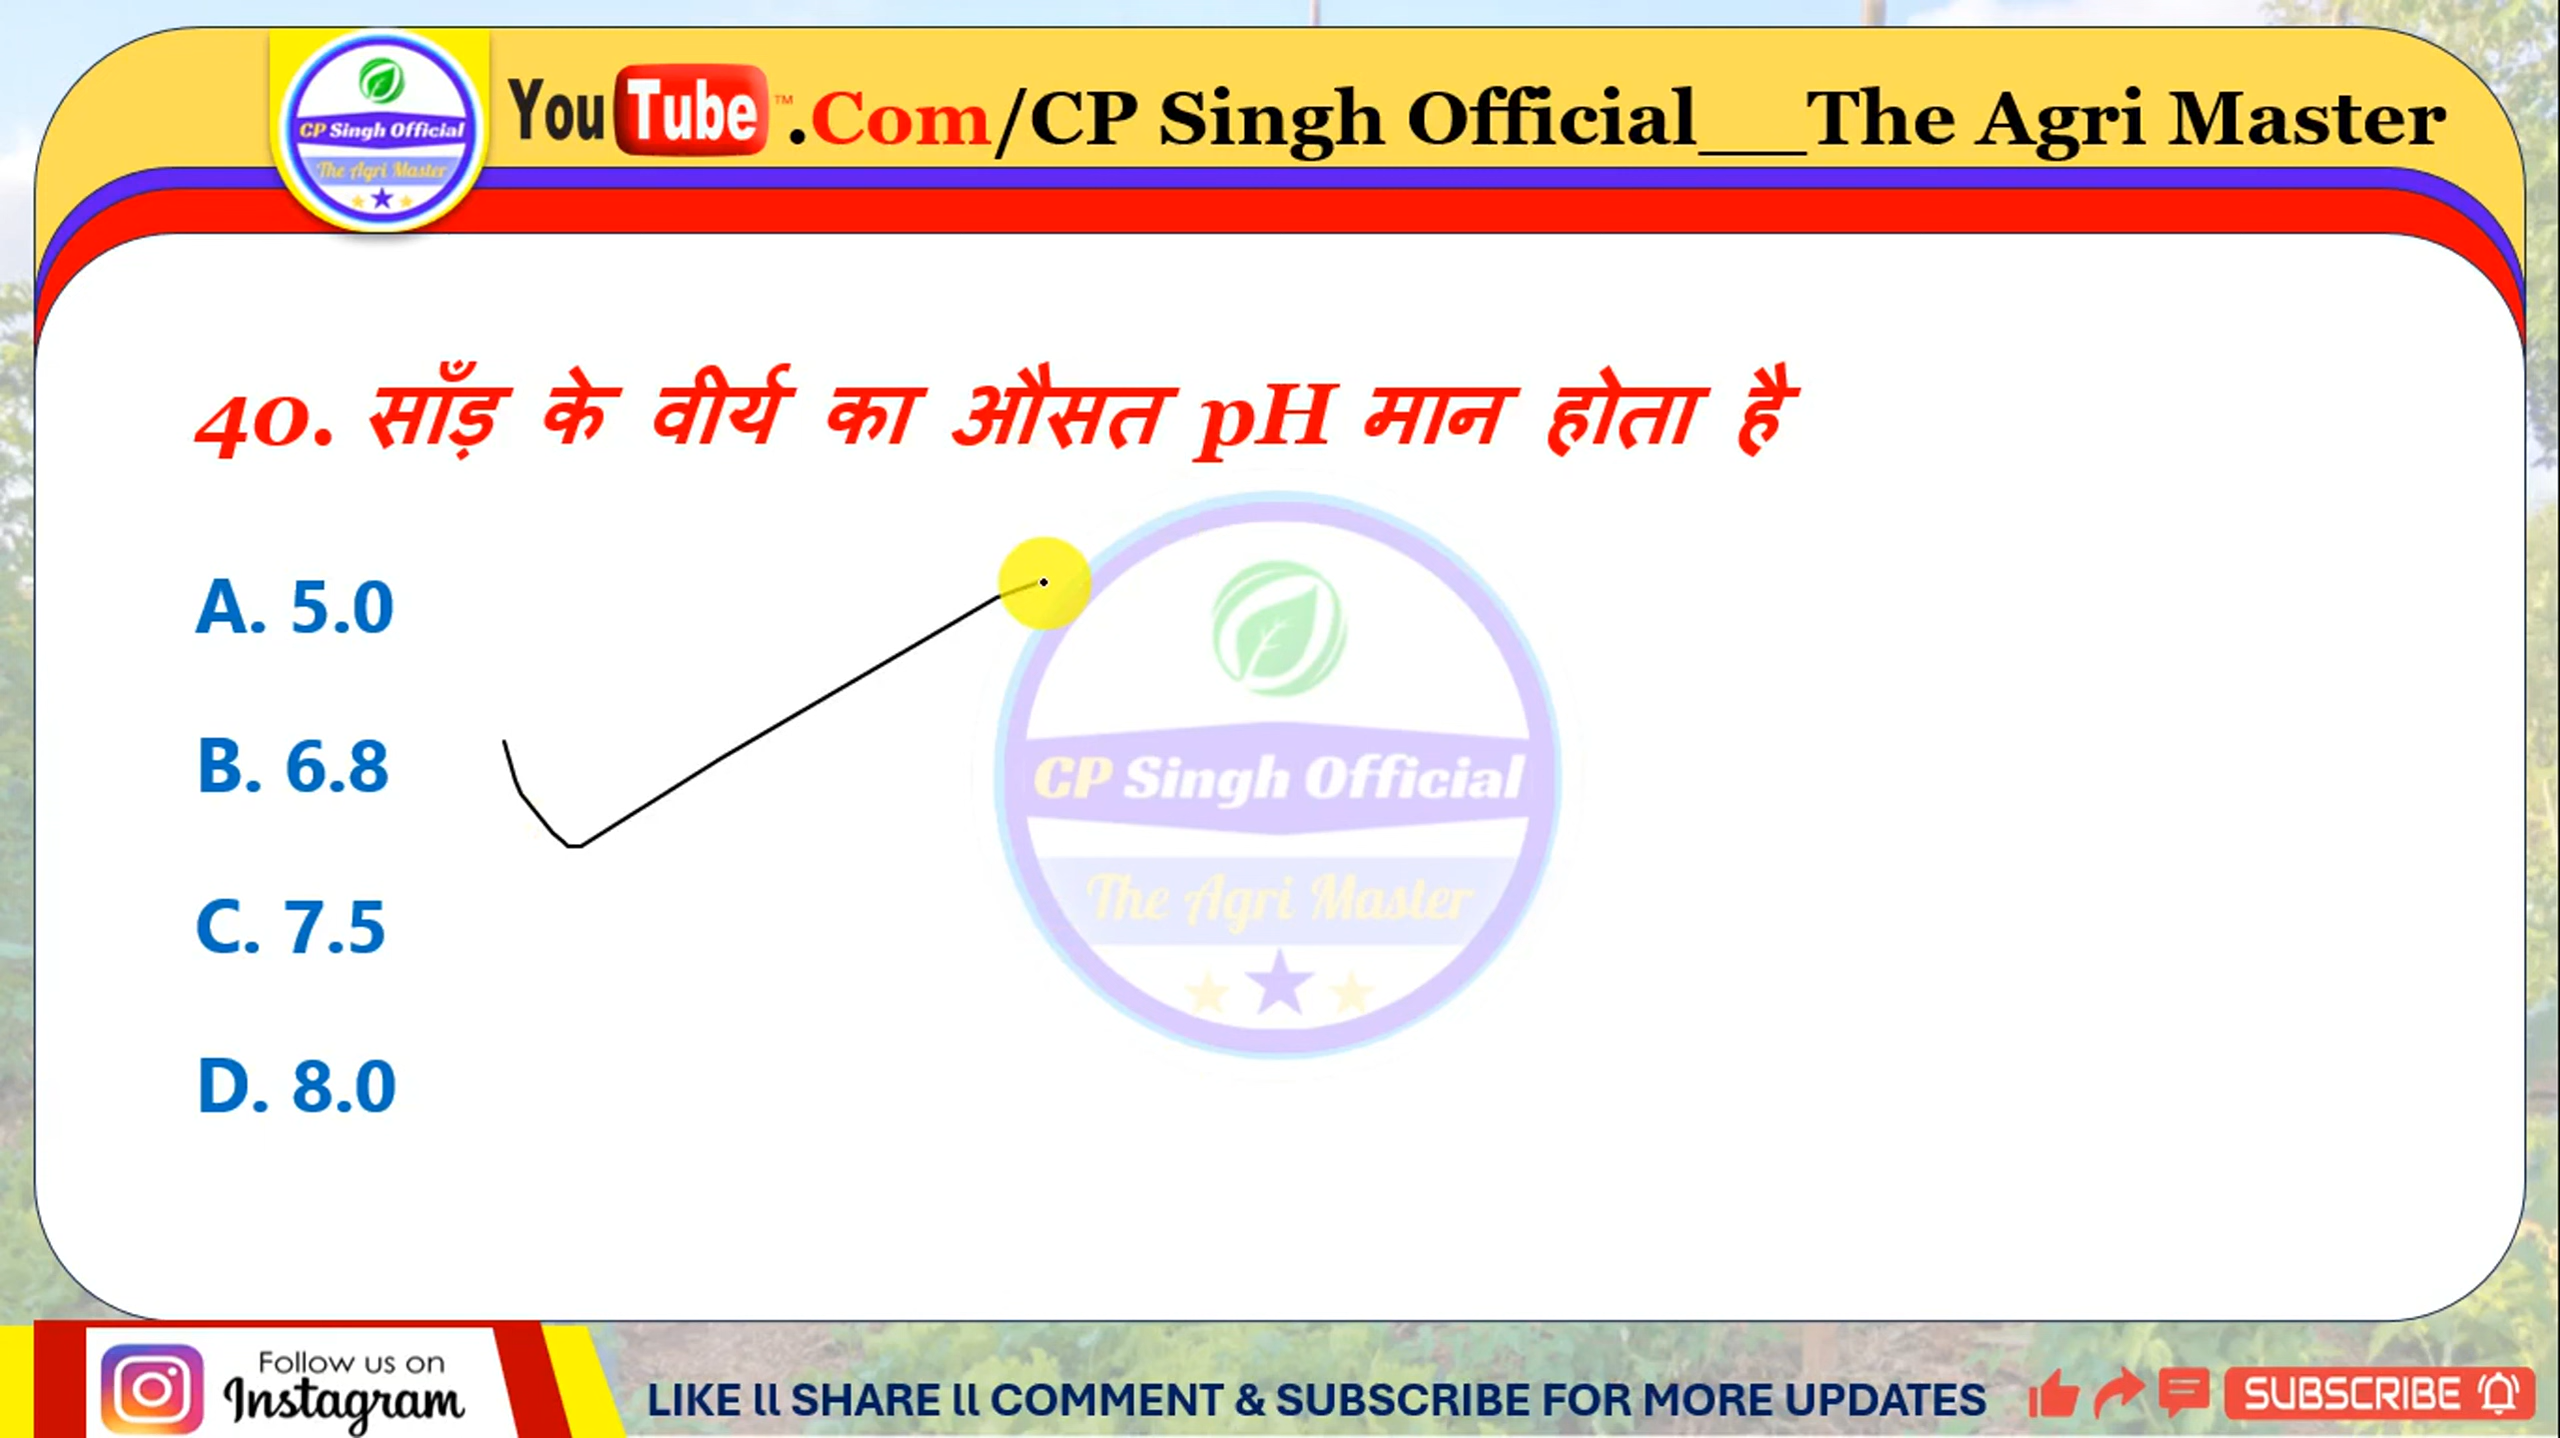 CP Singh Official
The Agri Master
YouTube™.Com/CP Singh Official___The Agri Master
40. साँड़ के वीर्य का औसत pH मान होता है
A. 5.0
B. 6.8
C. 7.5
D. 8.0
CP Singh Official
The Agri Master
Follow us on
Instagram
LIKE ll SHARE ll COMMENT & SUBSCRIBE FOR MORE UPDATES
SUBSCRIBE